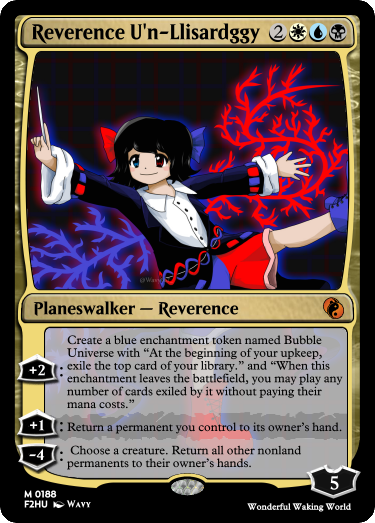 Reverence U'n-Llisardggy 2
Planeswalker — Reverence
Create a blue enchantment token named Bubble
Universe with “At the beginning of your upkeep,
exile the top card of your library.” and “When this
enchantment leaves the battlefield, you may play any
number of cards exiled by it without paying their
mana costs.”
+2:
+1: Return a permanent you control to its owner's hand.
-4: Choose a creature. Return all other nonland
permanents to their owner's hands.
5
M 0188
F2HU Wavy
Wonderful Waking World